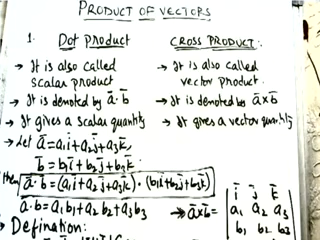 PRODUCT OF VECTORS
1. DOT PRODUCT
→ It is also called
scalar product
→ It is denoted by a̅·b̅
→ It gives a scalar quantity
→ Let a̅=a₁i̅+a₂j̅+a₃k̅,
b̅=b₁i̅+b₂j̅+b₃k̅,
then a̅·b̅=(a₁i̅+a₂j̅+a₃k̅)·(b₁i̅+b₂j̅+b₃k̅)
a·b=a₁b₁+a₂b₂+a₃b₃
→ Defination:
CROSS PRODUCT:
→ It is also called
vector product.
→ It is denoted by a̅×b̅
→ It gives a vector quantity
→ a̅×b̅= | i̅ j̅ k̅
a₁ a₂ a₃
b₁ b₂ b₃